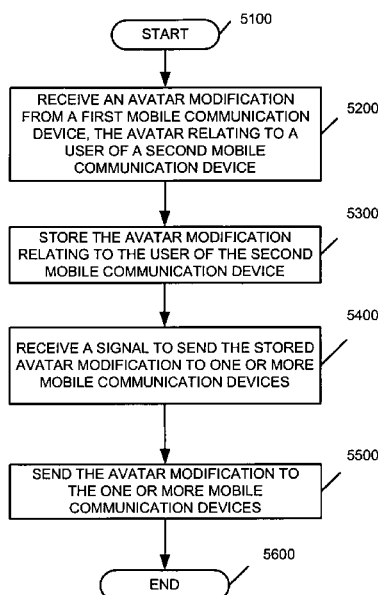 5100
START
RECEIVE AN AVATAR MODIFICATION
FROM A FIRST MOBILE COMMUNICATION
DEVICE, THE AVATAR RELATING TO A
USER OF A SECOND MOBILE
COMMUNICATION DEVICE
5200
STORE THE AVATAR MODIFICATION
RELATING TO THE USER OF THE SECOND
MOBILE COMMUNICATION DEVICE
5300
RECEIVE A SIGNAL TO SEND THE STORED
AVATAR MODIFICATION TO ONE OR MORE
MOBILE COMMUNICATION DEVICES
5400
SEND THE AVATAR MODIFICATION TO
THE ONE OR MORE MOBILE
COMMUNICATION DEVICES
5500
END
5600